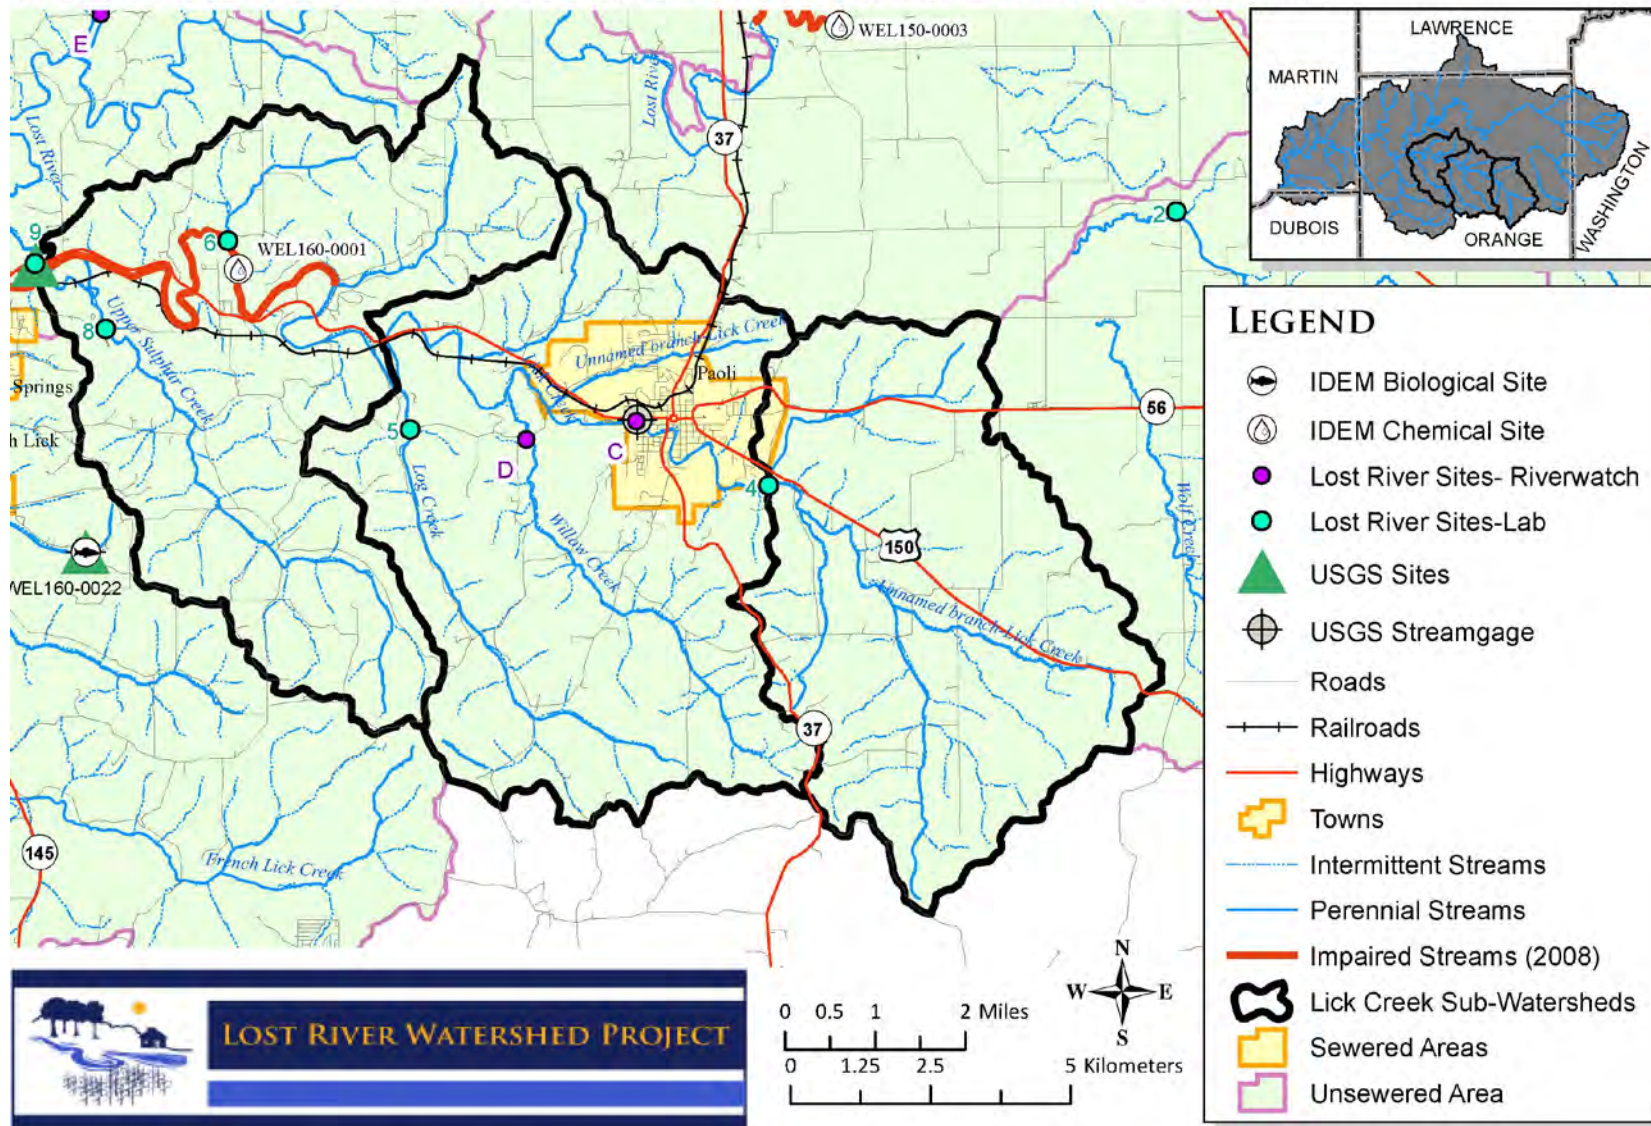 E
WEL150-0003
Lost River
Lost River
37
LAWRENCE
MARTIN
WASHINGTON
DUBOIS
ORANGE
2
9
6
WEL160-0001
8
Upper Sulphur Creek
Unnamed branch-Lick Creek
Lick Creek
Paoli
Springs
56
h Lick
5
D
C
4
Log Creek
Willow Creek
Wolf Creek
150
WEL160-0022
Unnamed branch-Lick Creek
37
145
French Lick Creek
LEGEND
IDEM Biological Site
IDEM Chemical Site
Lost River Sites- Riverwatch
Lost River Sites-Lab
USGS Sites
USGS Streamgage
Roads
Railroads
Highways
Towns
Intermittent Streams
Perennial Streams
Impaired Streams (2008)
Lick Creek Sub-Watersheds
Sewered Areas
Unsewered Area
LOST RIVER WATERSHED PROJECT
0 0.5 1 2 Miles
0 1.25 2.5 5 Kilometers
N
W E
S